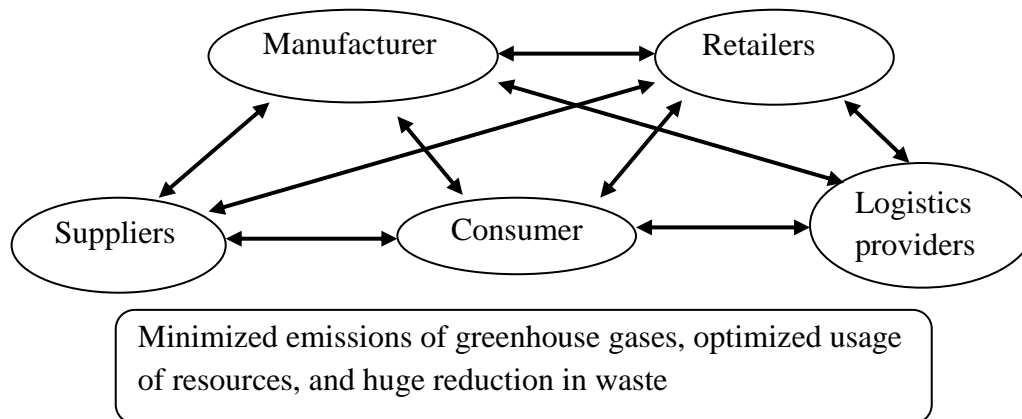 Manufacturer
Retailers
Suppliers
Consumer
Logistics
providers
Minimized emissions of greenhouse gases, optimized usage
of resources, and huge reduction in waste